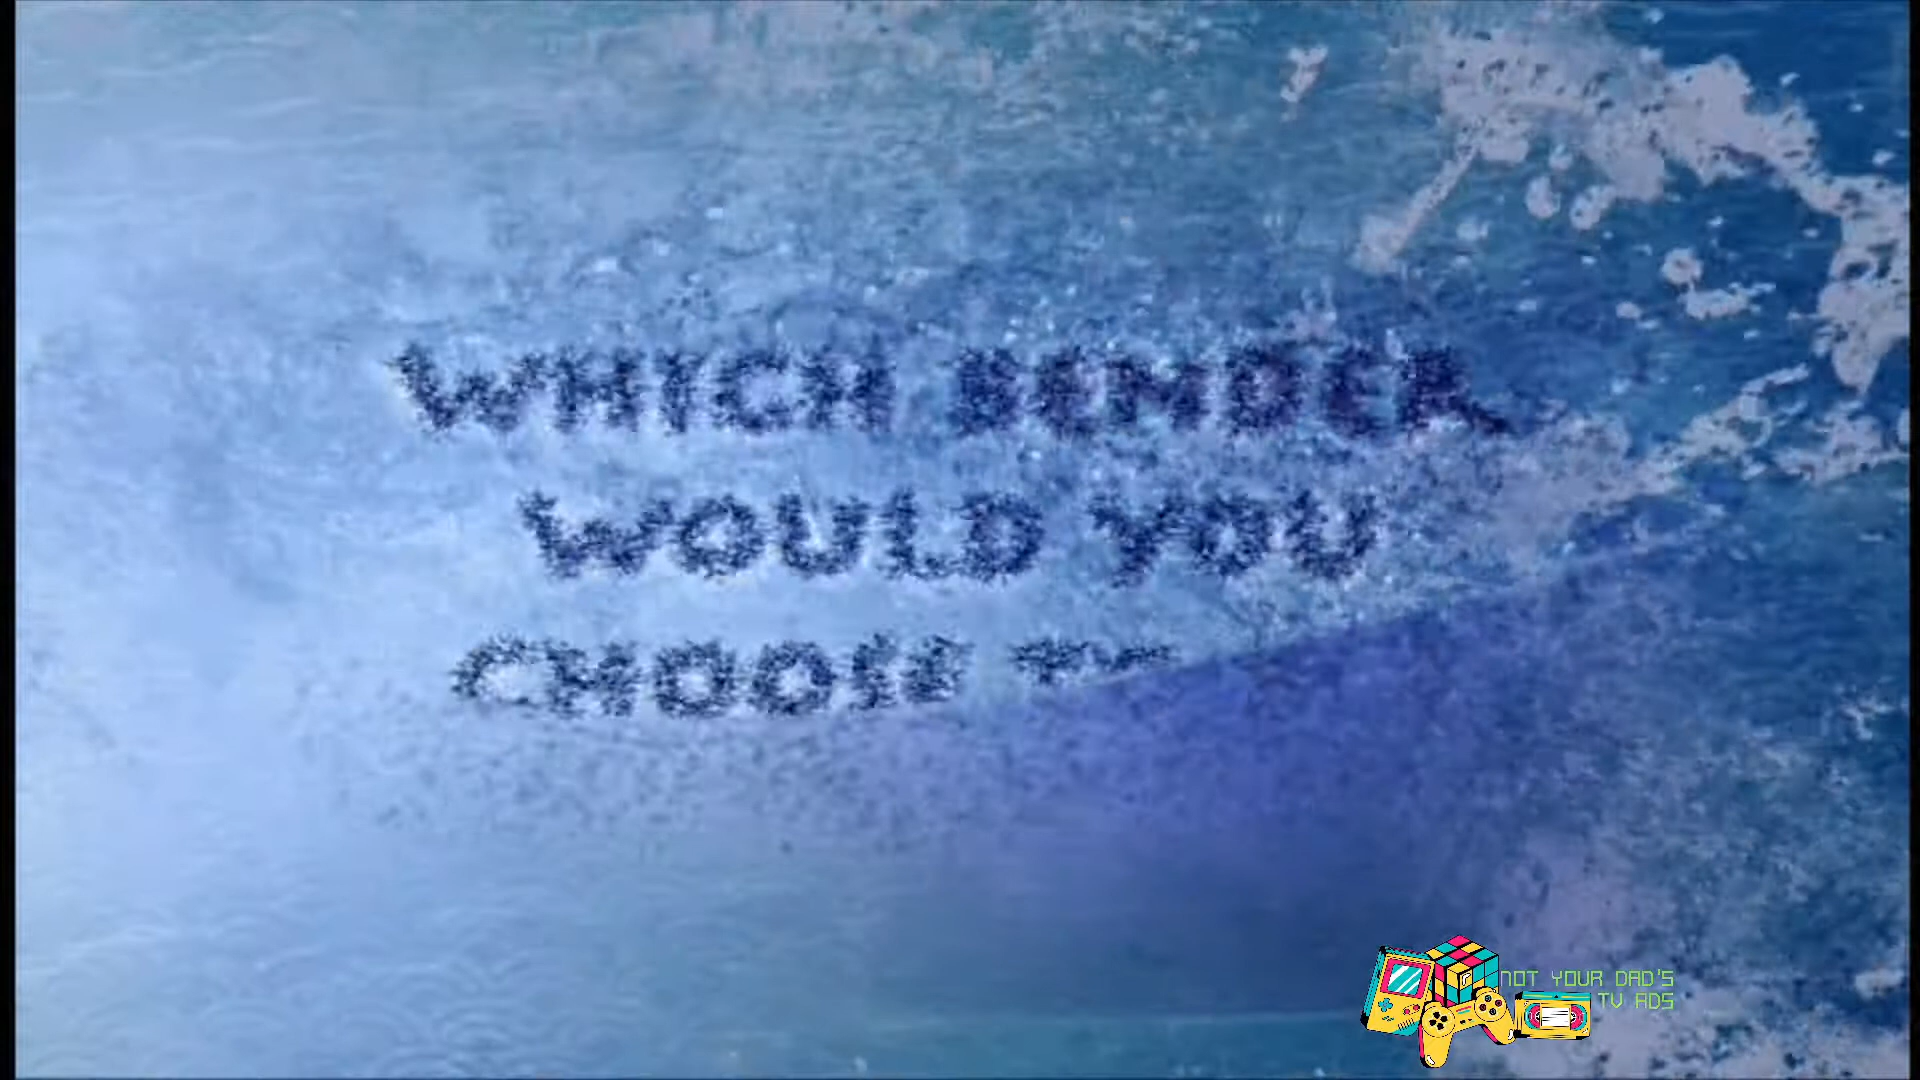 WHICH BENDER
WOULD YOU
CHOOSE
NOT YOUR DAD'S
TV ADS